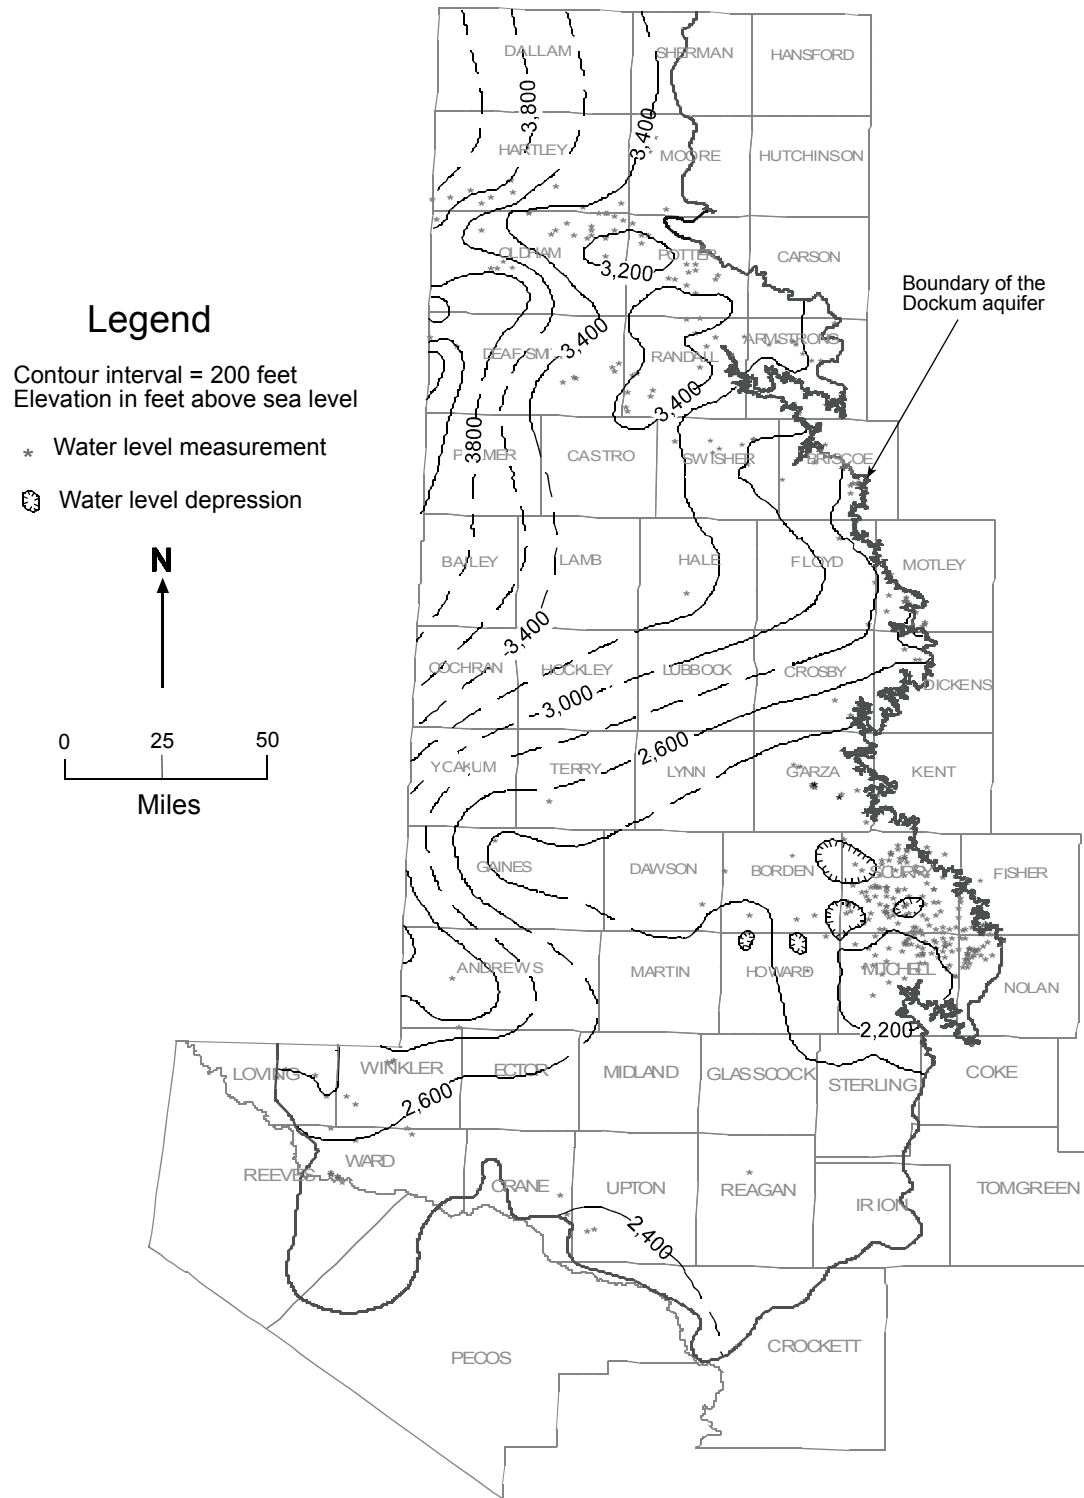 DALLAM
SHERMAN
HANSFORD
3,800
3,400
HARTLEY
MOORE
HUTCHINSON
OLDHAM
POTTER
CARSON
3,200
Boundary of the
Dockum aquifer
Legend
3,400
DEAF SMI
RANDALL
ARMSTRONG
Contour interval = 200 feet
Elevation in feet above sea level
3,400
Water level measurement
3800
PARMER
CASTRO
SWISHER
BRISCOE
Water level depression
N
BAILEY
LAMB
HALE
FLOYD
MOTLEY
3,400
COCHRAN
HOCKLEY
LUBBOCK
CROSBY
DICKENS
3,000
0 25 50
Miles
2,600
YOAKUM
TERRY
LYNN
GARZA
KENT
GAINES
DAWSON
BORDEN
SCURRY
FISHER
ANDREWS
MARTIN
HOWARD
MITCHELL
NOLAN
2,200
LOVING
WINKLER
ECTOR
MIDLAND
GLASSCOCK
STERLING
COKE
2,600
REEVES
WARD
CRANE
UPTON
REAGAN
IRION
TOMGREEN
2,400
PECOS
CROCKETT